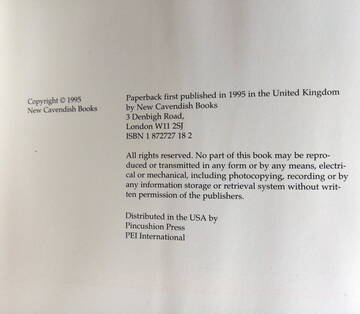 Copyright © 1995
New Cavendish Books
Paperback first published in 1995 in the United Kingdom
by New Cavendish Books
3 Denbigh Road,
London W11 2SJ
ISBN 1 872727 18 2
All rights reserved. No part of this book may be repro-
duced or transmitted in any form or by any means, electri-
cal or mechanical, including photocopying, recording or by
any information storage or retrieval system without writ-
ten permission of the publishers.
Distributed in the USA by
Pincushion Press
PEI International